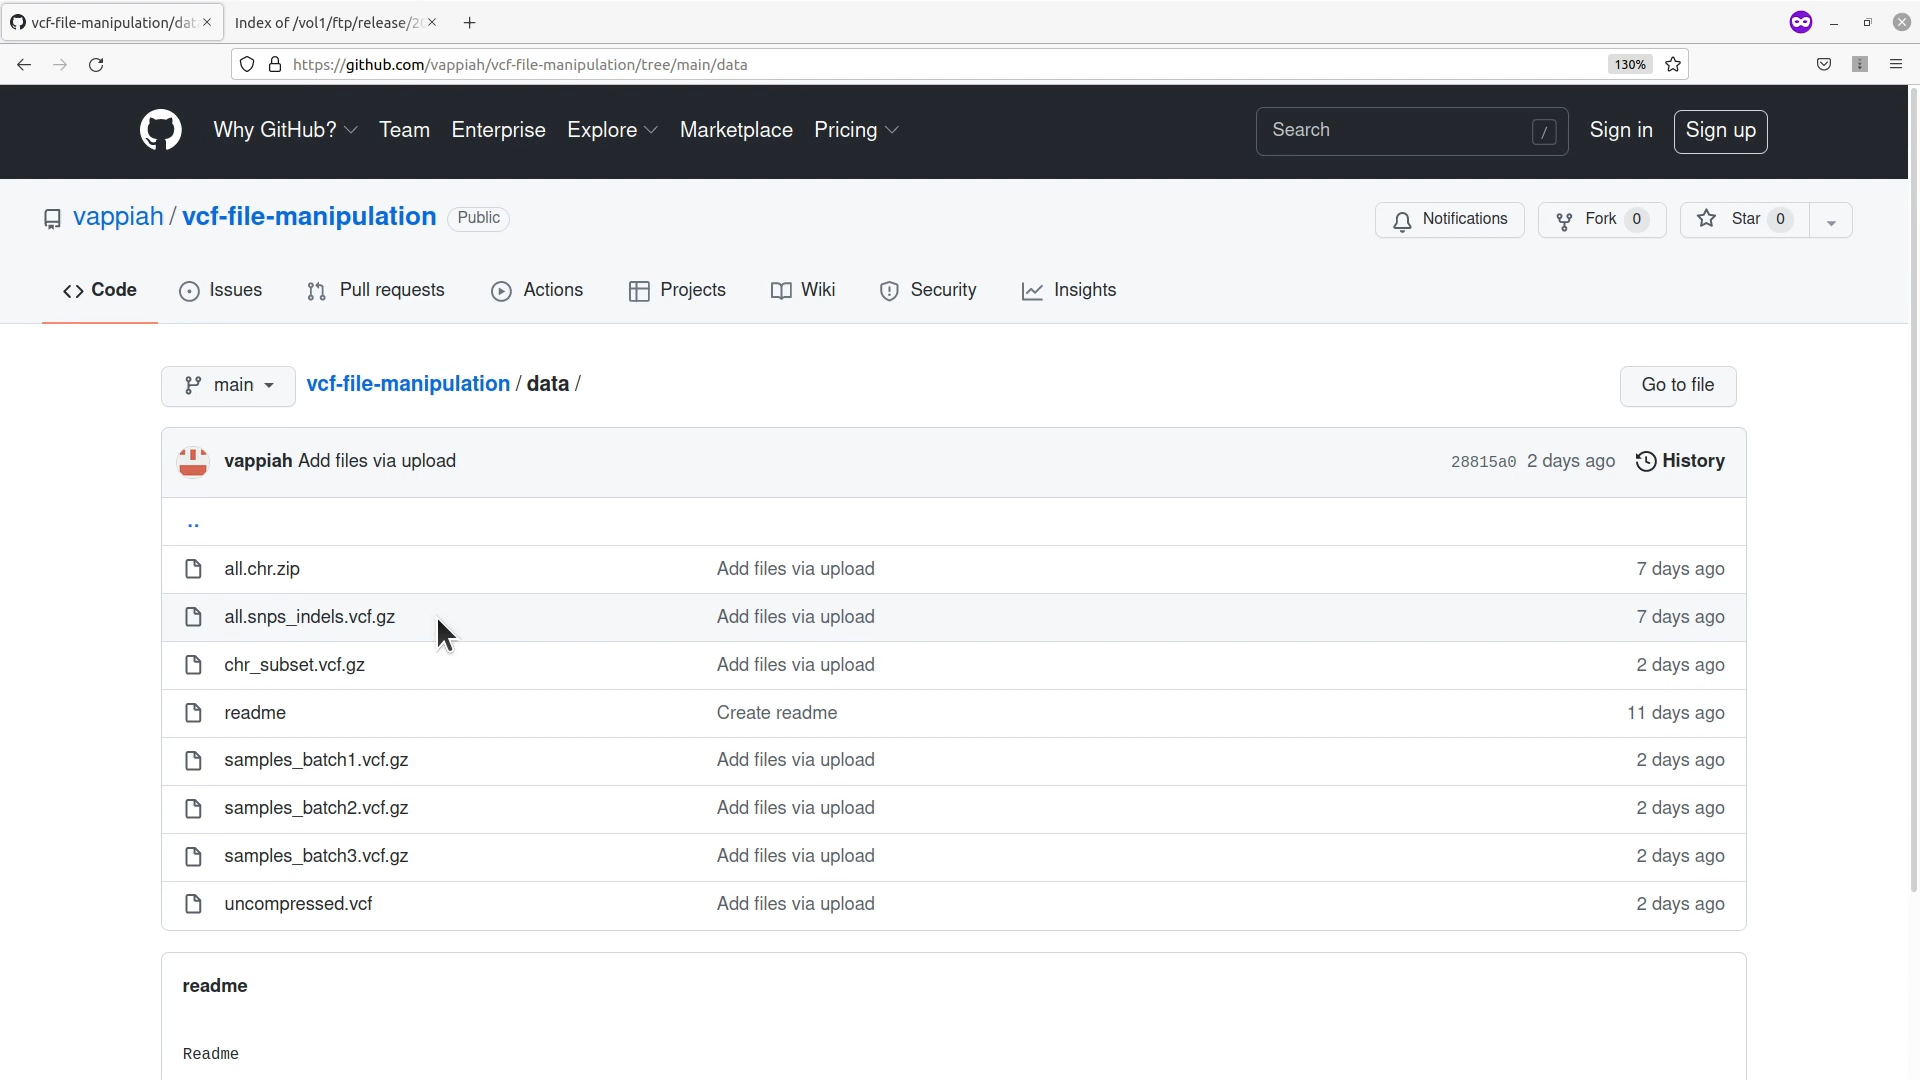 vcf-file-manipulation/dat
Index of /vol1/ftp/release/20
https://github.com/vappiah/vcf-file-manipulation/tree/main/data
130%
Why GitHub? Team Enterprise Explore Marketplace Pricing
Search /
Sign in
Sign up
vappiah / vcf-file-manipulation Public
Notifications
Fork 0
Star 0
Code
Issues
Pull requests
Actions
Projects
Wiki
Security
Insights
main
vcf-file-manipulation / data /
Go to file
vappiah Add files via upload 28815a0 2 days ago History
..
all.chr.zip Add files via upload 7 days ago
all.snps_indels.vcf.gz Add files via upload 7 days ago
chr_subset.vcf.gz Add files via upload 2 days ago
readme Create readme 11 days ago
samples_batch1.vcf.gz Add files via upload 2 days ago
samples_batch2.vcf.gz Add files via upload 2 days ago
samples_batch3.vcf.gz Add files via upload 2 days ago
uncompressed.vcf Add files via upload 2 days ago
readme
Readme